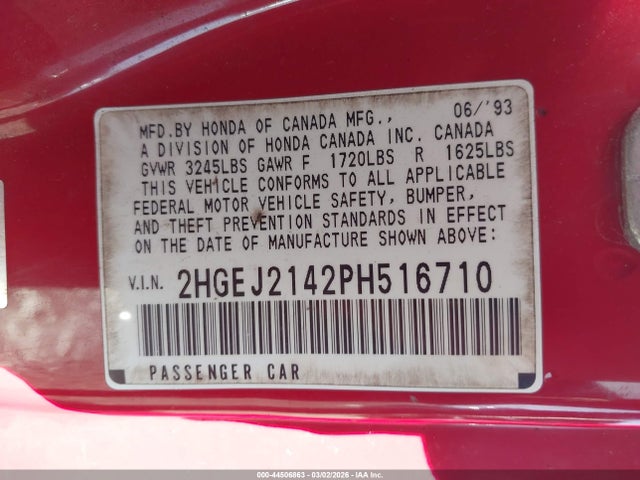 06/'93
MFD.BY HONDA OF CANADA MFG.,
A DIVISION OF HONDA CANADA INC. CANADA
GVWR 3245LBS GAWR F 1720LBS R 1625LBS
THIS VEHICLE CONFORMS TO ALL APPLICABLE
FEDERAL MOTOR VEHICLE SAFETY, BUMPER,
AND THEFT PREVENTION STANDARDS IN EFFECT
ON THE DATE OF MANUFACTURE SHOWN ABOVE:
V.I.N. 2HGEJ2142PH516710
PASSENGER CAR
000-44506863 | 03/02/2026 - IAA Inc.